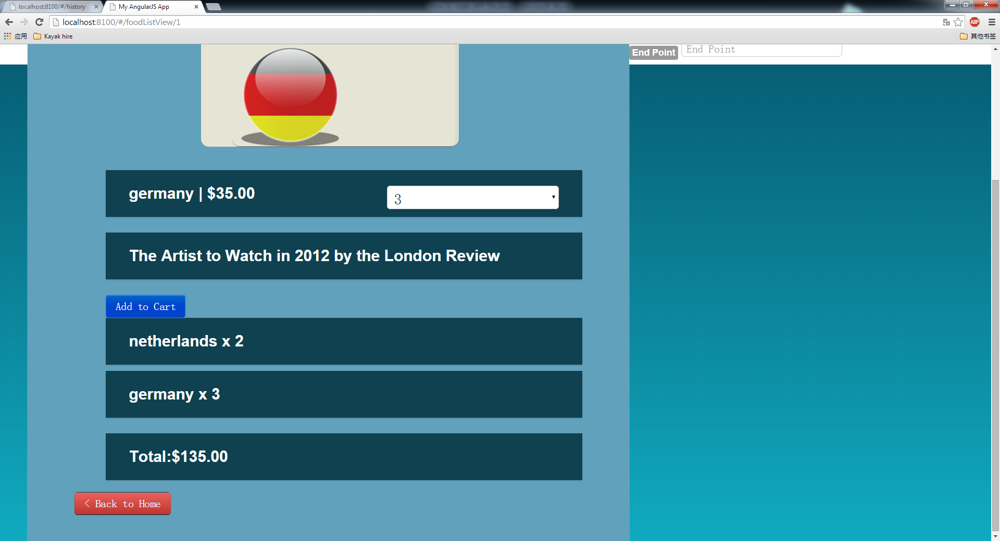 localhost:8100/#/history
My AngularJS App
localhost:8100/#/foodListView/1
ABP
应用
Kayak hire
其他书签
End Point
End Point
germany | $35.00
3
The Artist to Watch in 2012 by the London Review
Add to Cart
netherlands x 2
germany x 3
Total:$135.00
Back to Home